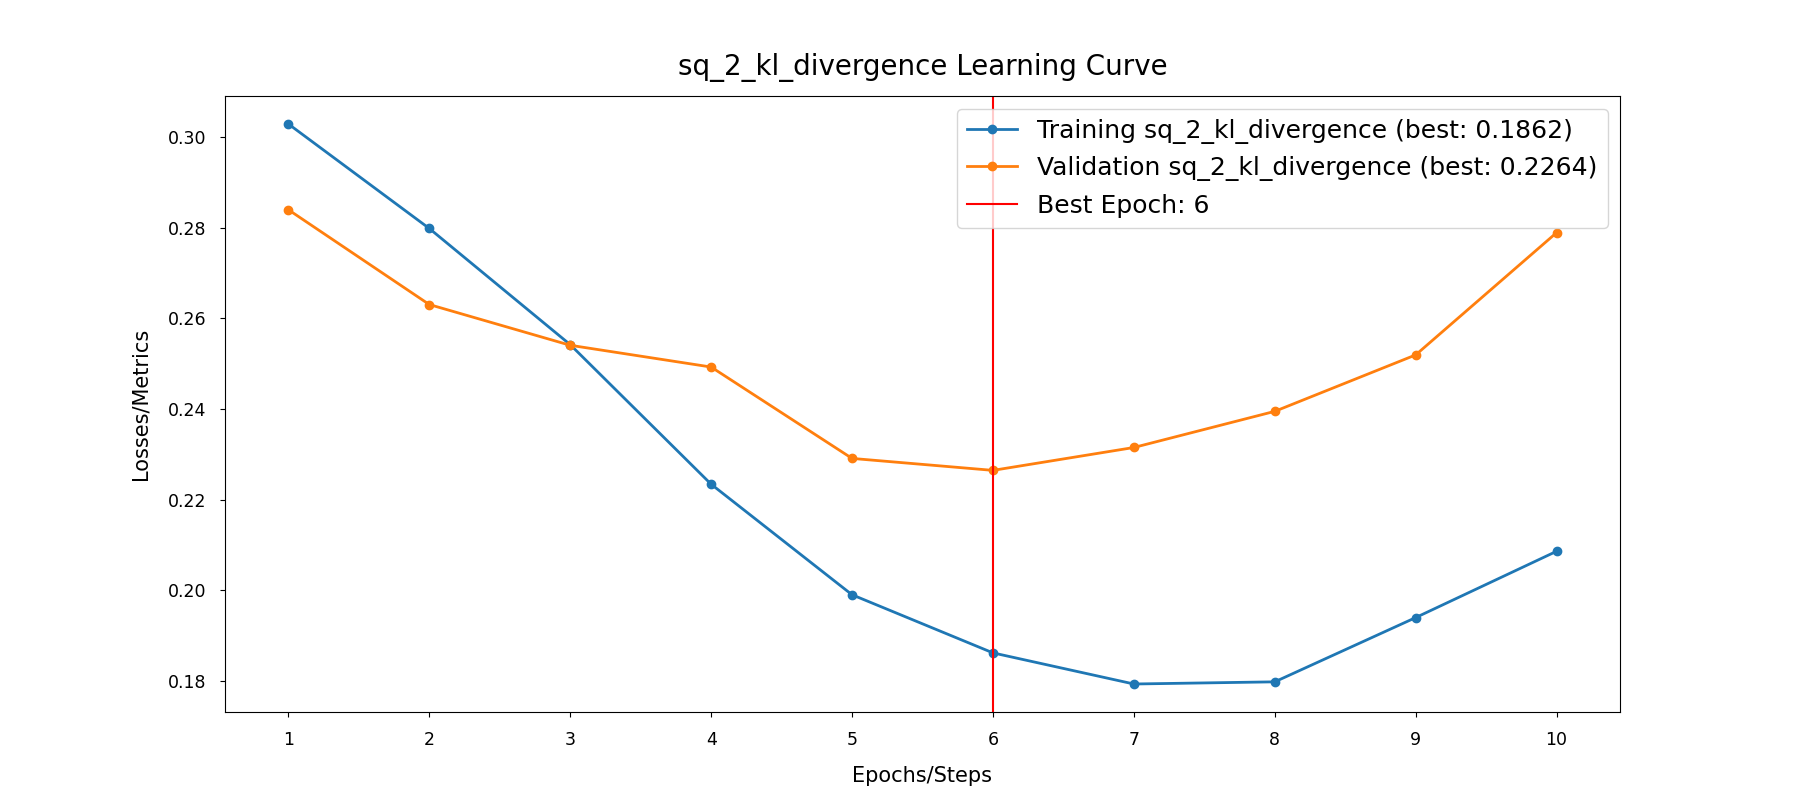 sq_2_kl_divergence Learning Curve
Training sq_2_kl_divergence (best: 0.1862)
Validation sq_2_kl_divergence (best: 0.2264)
Best Epoch: 6
Losses/Metrics
0.30
0.28
0.26
0.24
0.22
0.20
0.18
1 2 3 4 5 6 7 8 9 10
Epochs/Steps